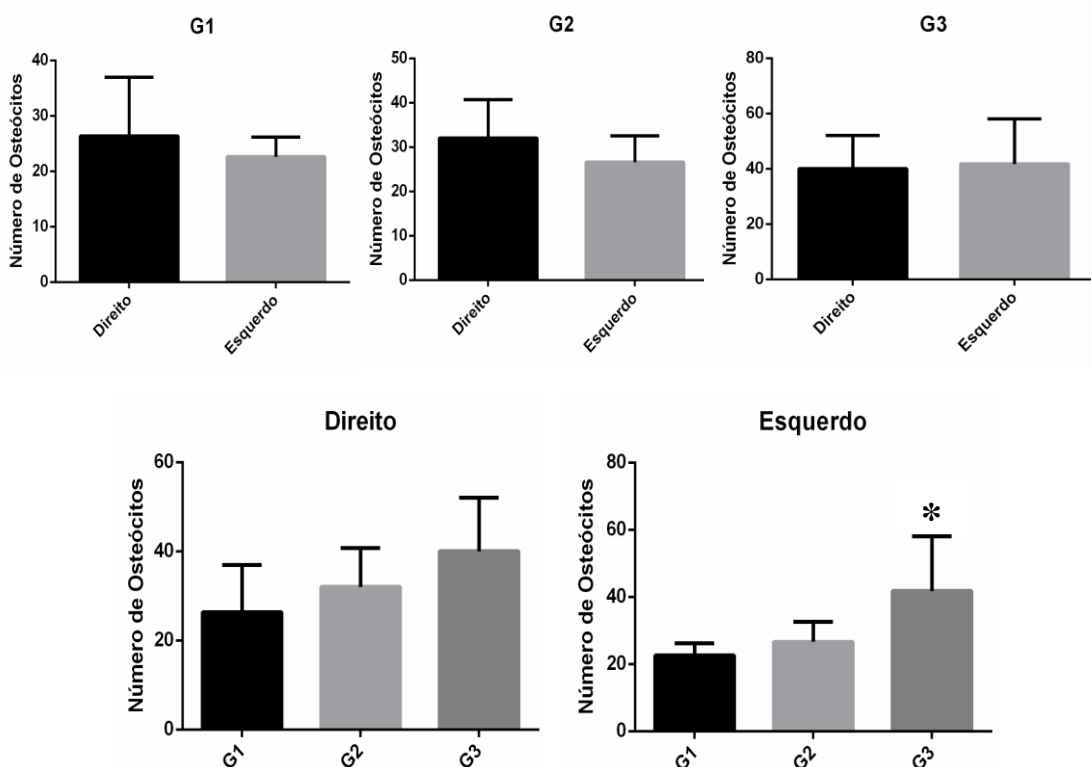 G1
Número de Osteócitos
40
30
20
10
0
Direito
Esquerdo
G2
Número de Osteócitos
50
40
30
20
10
0
Direito
Esquerdo
G3
Número de Osteócitos
80
60
40
20
0
Direito
Esquerdo
Direito
Número de Osteócitos
60
40
20
0
G1
G2
G3
Esquerdo
Número de Osteócitos
80
60
40
20
0
*
G1
G2
G3